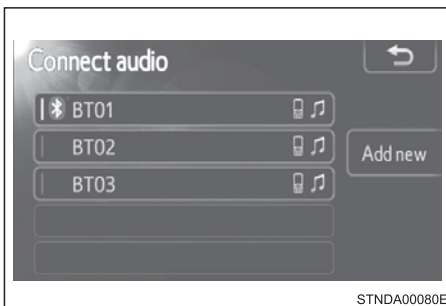 Connect audio
BT01
BT02
Add new
BT03
STNDA00080E